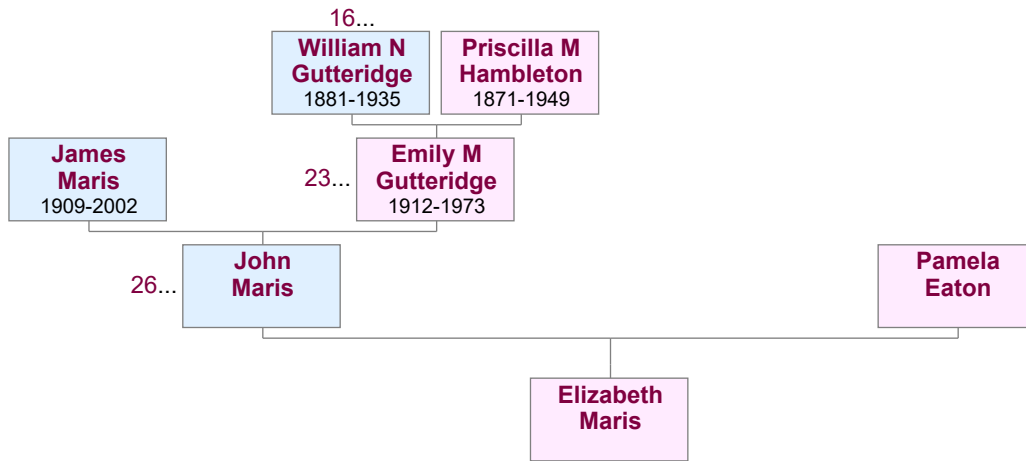 16...
William N
Gutteridge
1881-1935
Priscilla M
Hambleton
1871-1949
James
Maris
1909-2002
23...
Emily M
Gutteridge
1912-1973
26...
John
Maris
Pamela
Eaton
Elizabeth
Maris